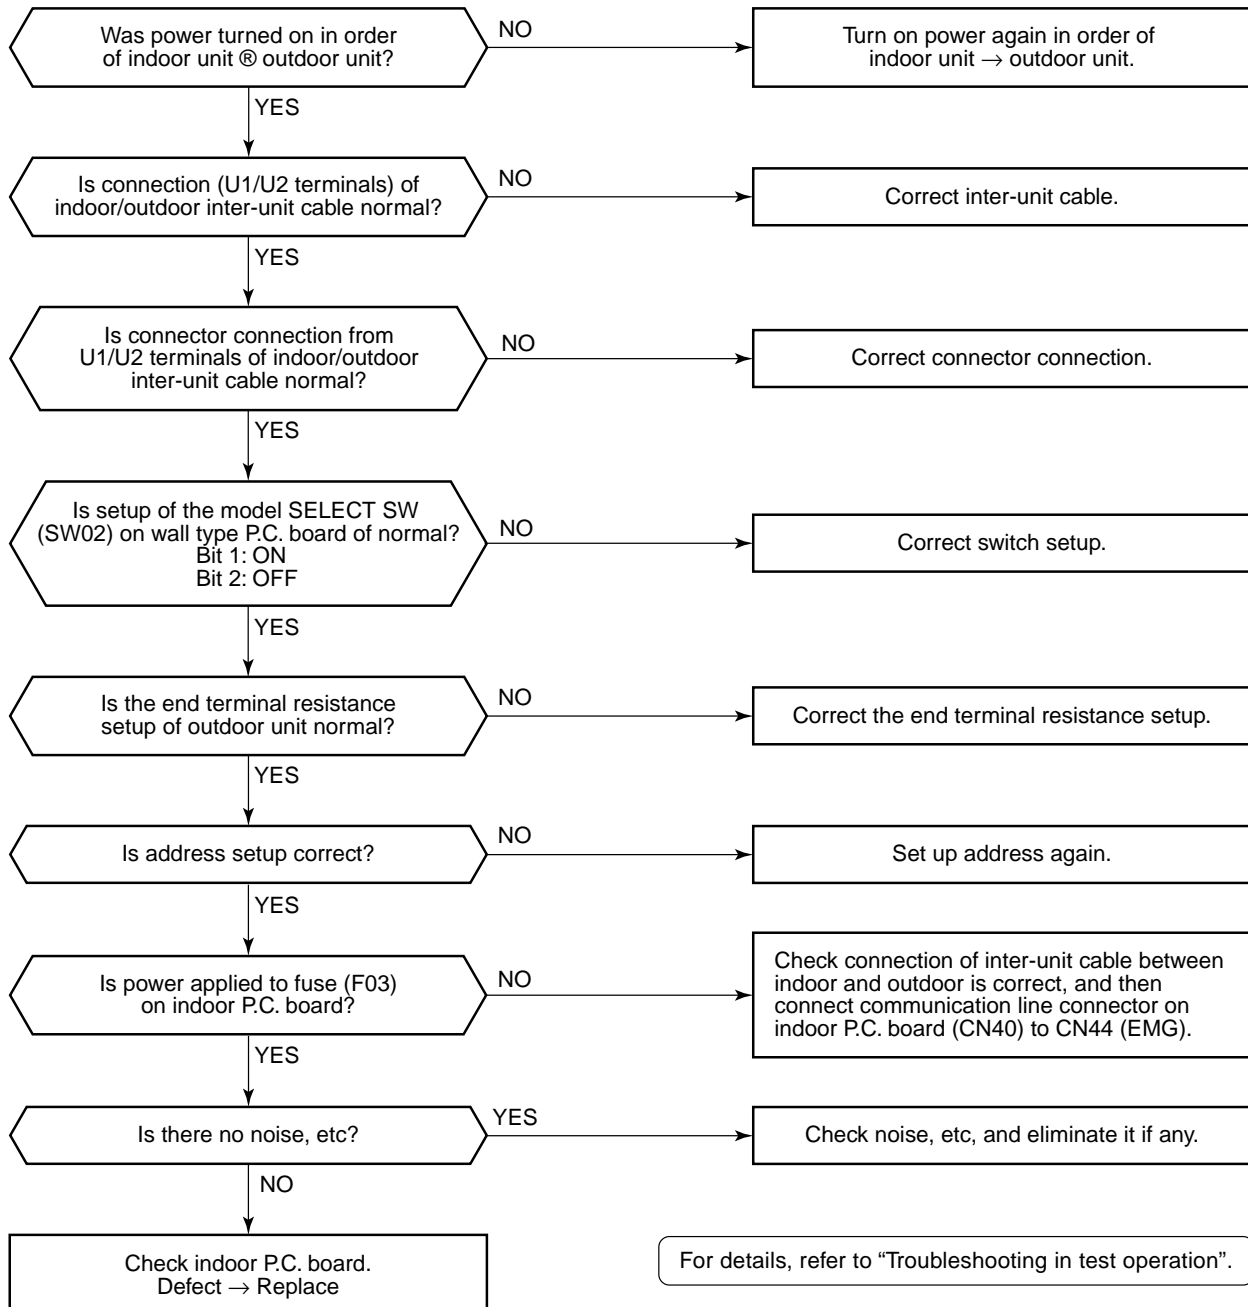 Was power turned on in order
of indoor unit ® outdoor unit?
NO
Turn on power again in order of
indoor unit → outdoor unit.
YES
Is connection (U1/U2 terminals) of
indoor/outdoor inter-unit cable normal?
NO
Correct inter-unit cable.
YES
Is connector connection from
U1/U2 terminals of indoor/outdoor
inter-unit cable normal?
NO
Correct connector connection.
YES
Is setup of the model SELECT SW
(SW02) on wall type P.C. board of normal?
Bit 1: ON
Bit 2: OFF
NO
Correct switch setup.
YES
Is the end terminal resistance
setup of outdoor unit normal?
NO
Correct the end terminal resistance setup.
YES
Is address setup correct?
NO
Set up address again.
YES
Is power applied to fuse (F03)
on indoor P.C. board?
NO
Check connection of inter-unit cable between
indoor and outdoor is correct, and then
connect communication line connector on
indoor P.C. board (CN40) to CN44 (EMG).
YES
Is there no noise, etc?
YES
Check noise, etc, and eliminate it if any.
NO
Check indoor P.C. board.
Defect → Replace
For details, refer to “Troubleshooting in test operation”.